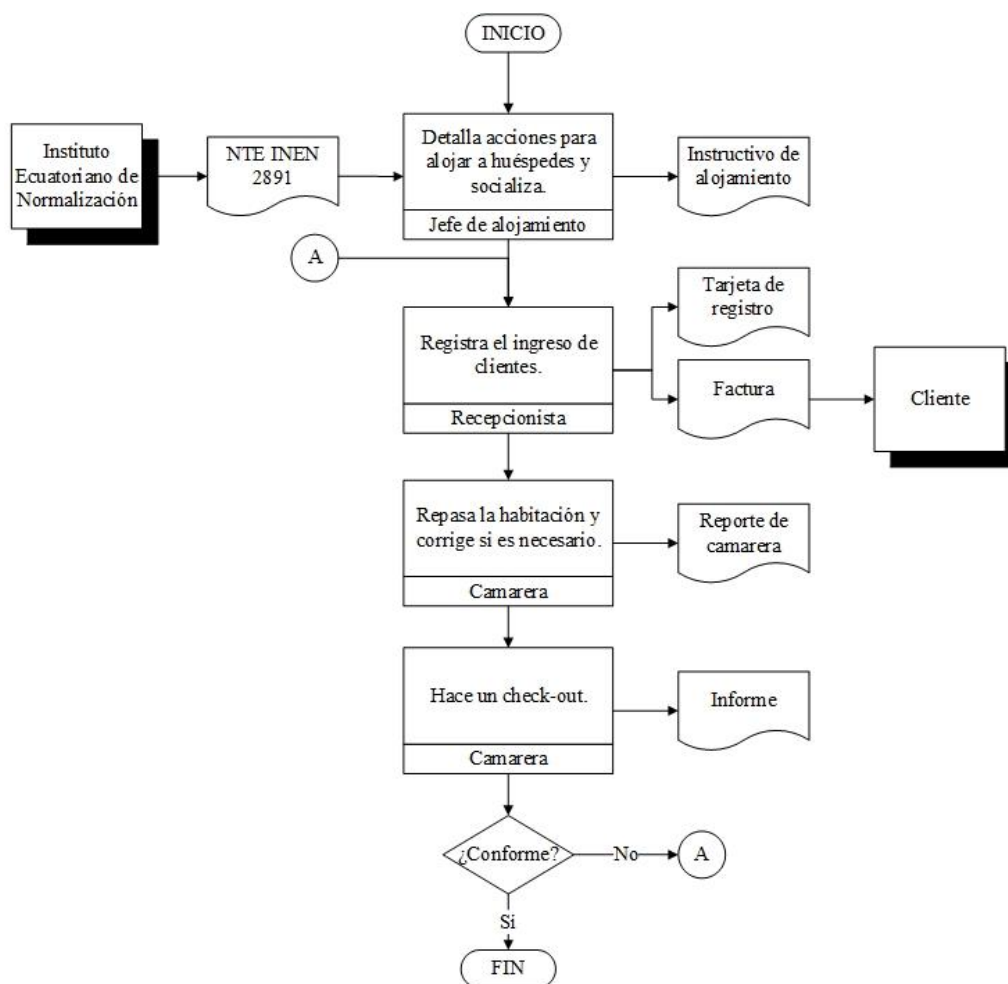 INICIO
Instituto
Ecuatoriano de
Normalización
NTE INEN
2891
Detalla acciones para
alojar a huéspedes y
socializa.
Jefe de alojamiento
Instructivo de
alojamiento
A
Registra el ingreso de
clientes.
Recepcionista
Tarjeta de
registro
Factura
Cliente
Repasa la habitación y
corrige si es necesario.
Camarera
Reporte de
camarera
Hace un check-out.
Camarera
Informe
¿Conforme?
No
A
Si
FIN